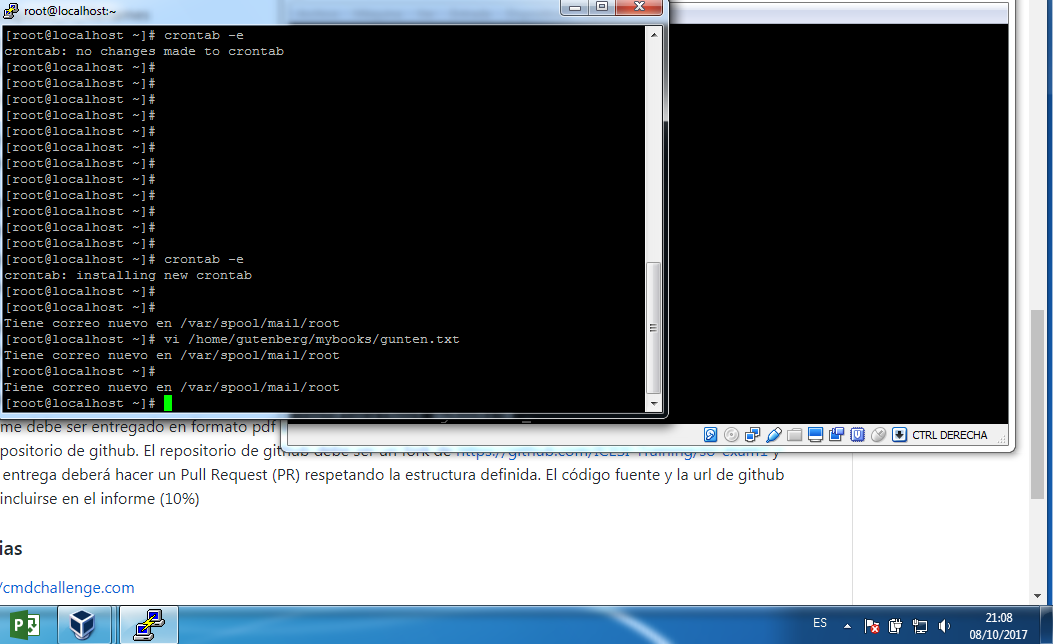 root@localhost:~
[root@localhost ~]# crontab -e
crontab: no changes made to crontab
[root@localhost ~]#
[root@localhost ~]#
[root@localhost ~]#
[root@localhost ~]#
[root@localhost ~]#
[root@localhost ~]#
[root@localhost ~]#
[root@localhost ~]#
[root@localhost ~]#
[root@localhost ~]#
[root@localhost ~]#
[root@localhost ~]#
[root@localhost ~]# crontab -e
crontab: installing new crontab
[root@localhost ~]#
[root@localhost ~]#
Tiene correo nuevo en /var/spool/mail/root
[root@localhost ~]# vi /home/gutenberg/mybooks/gunten.txt
Tiene correo nuevo en /var/spool/mail/root
[root@localhost ~]#
Tiene correo nuevo en /var/spool/mail/root
[root@localhost ~]#
CTRL DERECHA
me debe ser entregado en formato pdf
positorio de github. El repositorio de github debe ser un fork de https://github.com/ICESI-Training/so-exam1 y
entrega deberá hacer un Pull Request (PR) respetando la estructura definida. El código fuente y la url de github
incluirse en el informe (10%)
ias
/cmdchallenge.com
ES
21:08
08/10/2017